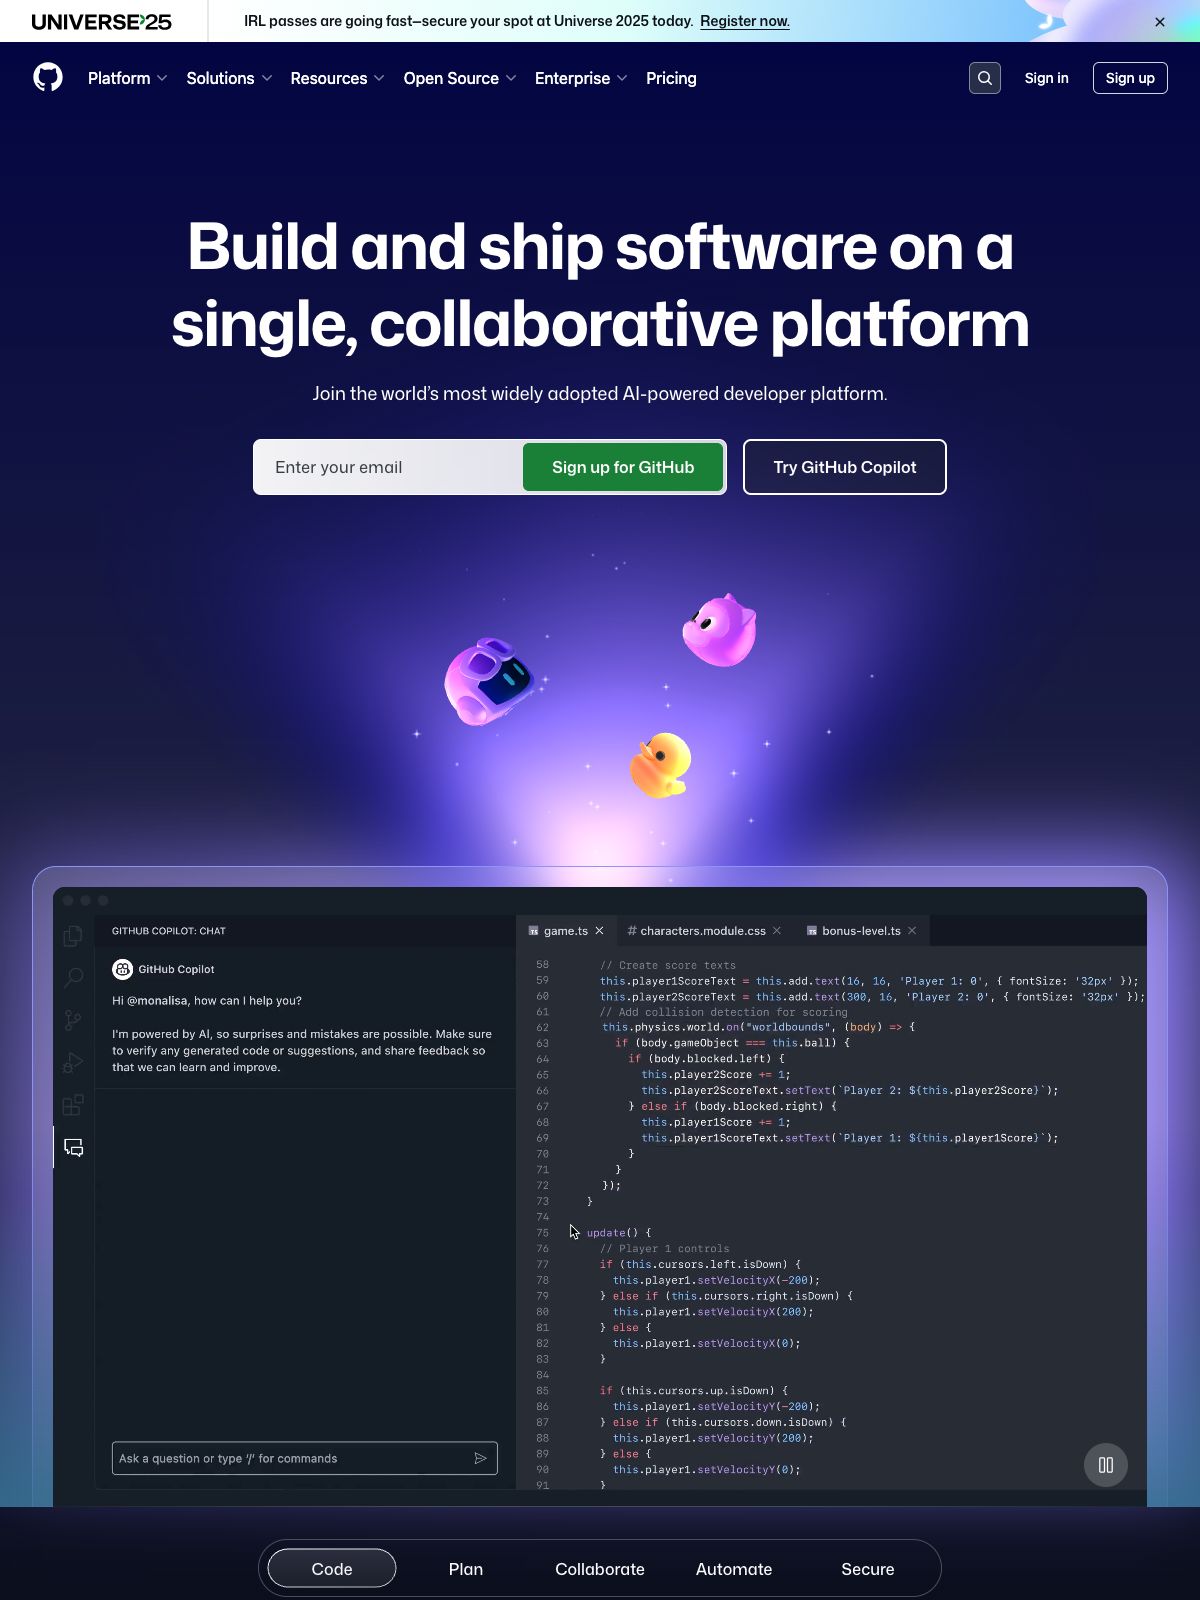 UNIVERSE'25
IRL passes are going fast—secure your spot at Universe 2025 today. Register now.
Platform Solutions Resources Open Source Enterprise Pricing
Sign in
Sign up
Build and ship software on a
single, collaborative platform
Join the world’s most widely adopted AI-powered developer platform.
Enter your email
Sign up for GitHub
Try GitHub Copilot
GITHUB COPILOT: CHAT
GitHub Copilot
Hi @monalisa, how can I help you?
I'm powered by AI, so surprises and mistakes are possible. Make sure
to verify any generated code or suggestions, and share feedback so
that we can learn and improve.
Ask a question or type ‘/’ for commands
TS game.ts
# characters.module.css
TS bonus-level.ts
58 // Create score texts
59 this.player1ScoreText = this.add.text(16, 16, 'Player 1: 0', { fontSize: '32px' });
60 this.player2ScoreText = this.add.text(300, 16, 'Player 2: 0', { fontSize: '32px' });
61 // Add collision detection for scoring
62 this.physics.world.on("worldbounds", (body) => {
63 if (body.gameObject === this.ball) {
64 if (body.blocked.left) {
65 this.player2Score += 1;
66 this.player2ScoreText.setText(`Player 2: ${this.player2Score}`);
67 } else if (body.blocked.right) {
68 this.player1Score += 1;
69 this.player1ScoreText.setText(`Player 1: ${this.player1Score}`);
70 }
71 }
72 });
73 }
74
75 update() {
76 // Player 1 controls
77 if (this.cursors.left.isDown) {
78 this.player1.setVelocityX(-200);
79 } else if (this.cursors.right.isDown) {
80 this.player1.setVelocityX(200);
81 } else {
82 this.player1.setVelocityX(0);
83 }
84
85 if (this.cursors.up.isDown) {
86 this.player1.setVelocityY(-200);
87 } else if (this.cursors.down.isDown) {
88 this.player1.setVelocityY(200);
89 } else {
90 this.player1.setVelocityY(0);
91 }
Code Plan Collaborate Automate Secure